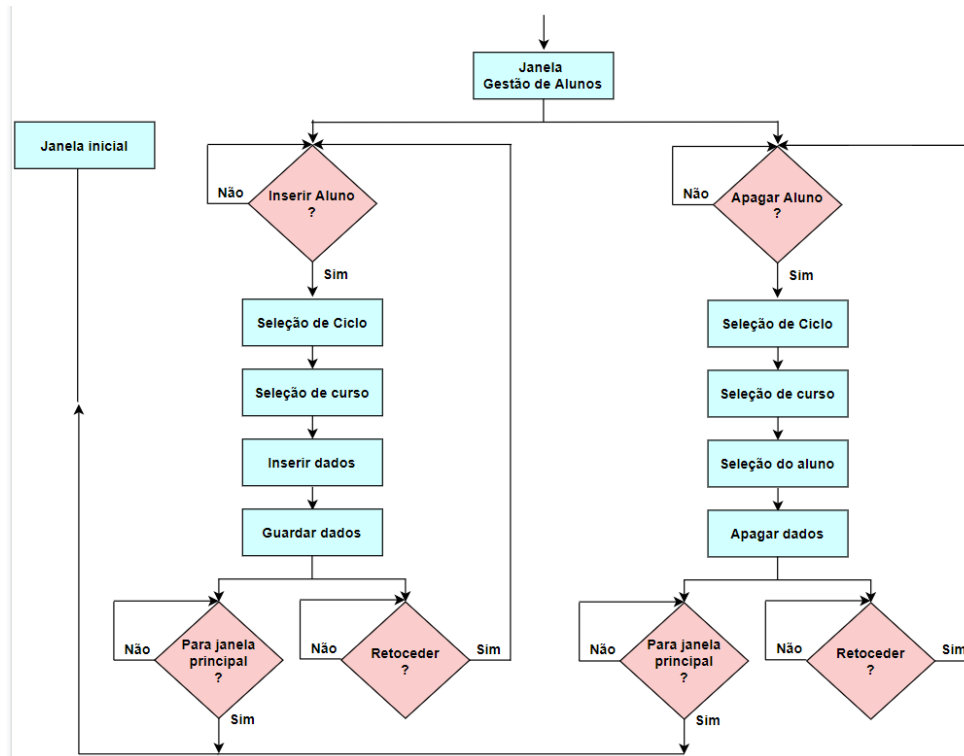 Janela
Gestão de Alunos
Janela inicial
Não
Inserir Aluno
?
Não
Apagar Aluno
?
Sim
Sim
Seleção de Ciclo
Seleção de Ciclo
Seleção de curso
Seleção de curso
Inserir dados
Seleção do aluno
Guardar dados
Apagar dados
Não
Para janela
principal
?
Não
Retoceder
?
Sim
Não
Para janela
principal
?
Não
Retoceder
?
Sim
Sim
Sim